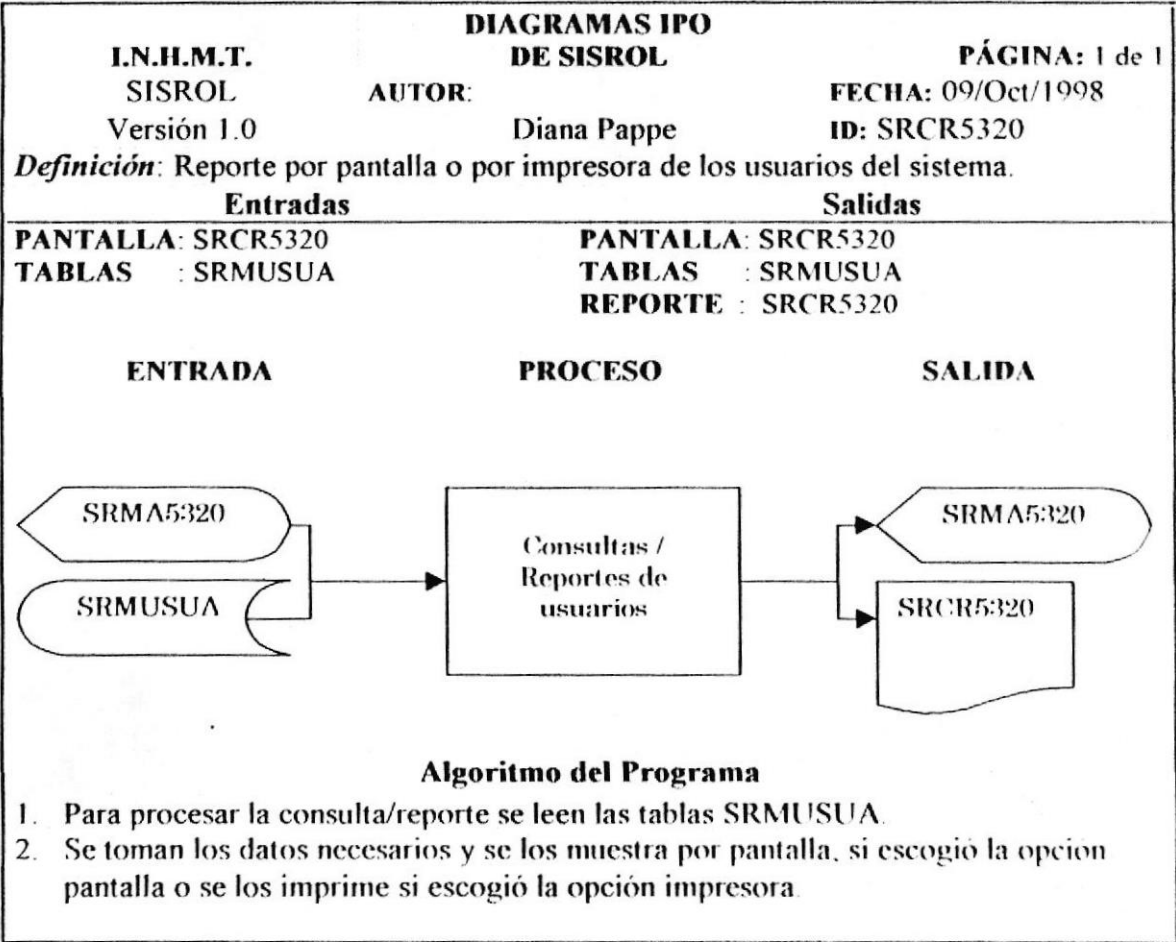 DIAGRAMAS IPO
I.N.H.M.T. DE SISROL PÁGINA: 1 de 1
SISROL AUTOR: FECHA: 09/Oct/1998
Versión 1.0 Diana Pappe ID: SRCR5320
Definición: Reporte por pantalla o por impresora de los usuarios del sistema.
Entradas Salidas
PANTALLA: SRCR5320 PANTALLA: SRCR5320
TABLAS : SRMUSUA TABLAS : SRMUSUA
REPORTE : SRCR5320
ENTRADA PROCESO SALIDA
SRMA5320
SRMUSUA
Consultas /
Reportes de
usuarios
SRMA5320
SRCR5320
Algoritmo del Programa
1. Para procesar la consulta/reporte se leen las tablas SRMUSUA.
2. Se toman los datos necesarios y se los muestra por pantalla, si escogió la opción
pantalla o se los imprime si escogió la opción impresora.